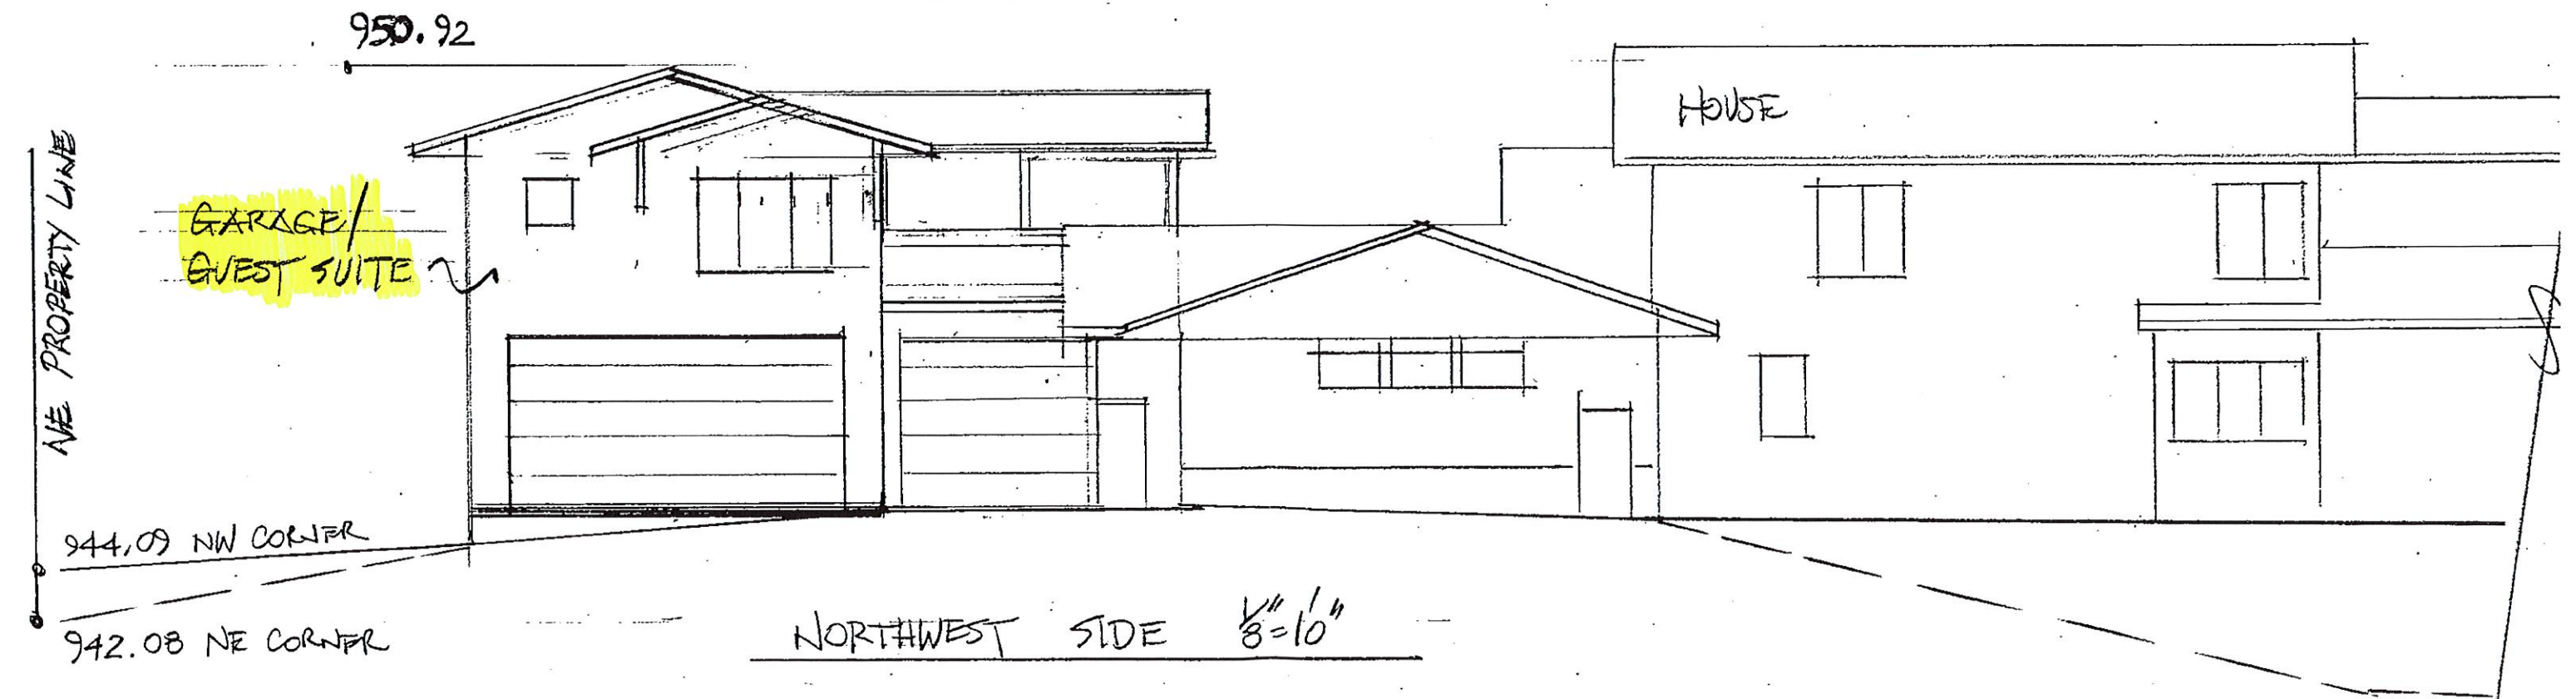 950.92
HOUSE
NE PROPERTY LINE
GARAGE/
GUEST SUITE
944.09 NW CORNER
942.08 NE CORNER
NORTHWEST SIDE 1/8"=1'0"